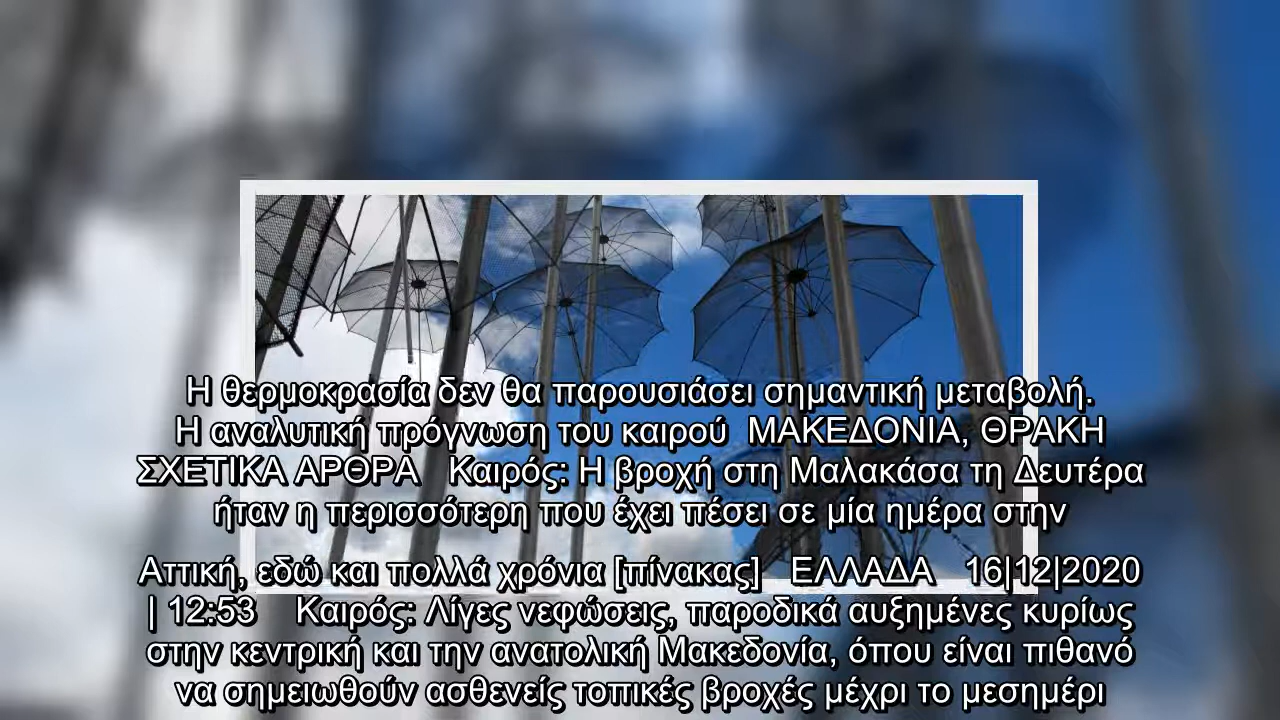 Η θερμοκρασία δεν θα παρουσιάσει σημαντική μεταβολή.
Η αναλυτική πρόγνωση του καιρού  ΜΑΚΕΔΟΝΙΑ, ΘΡΑΚΗ
ΣΧΕΤΙΚΑ ΑΡΘΡΑ   Καιρός: Η βροχή στη Μαλακάσα τη Δευτέρα
ήταν η περισσότερη που έχει πέσει σε μία ημέρα στην
Αττική, εδώ και πολλά χρόνια [πίνακας]   ΕΛΛΑΔΑ   16|12|2020
| 12:53    Καιρός: Λίγες νεφώσεις, παροδικά αυξημένες κυρίως
στην κεντρική και την ανατολική Μακεδονία, όπου είναι πιθανό
να σημειωθούν ασθενείς τοπικές βροχές μέχρι το μεσημέρι